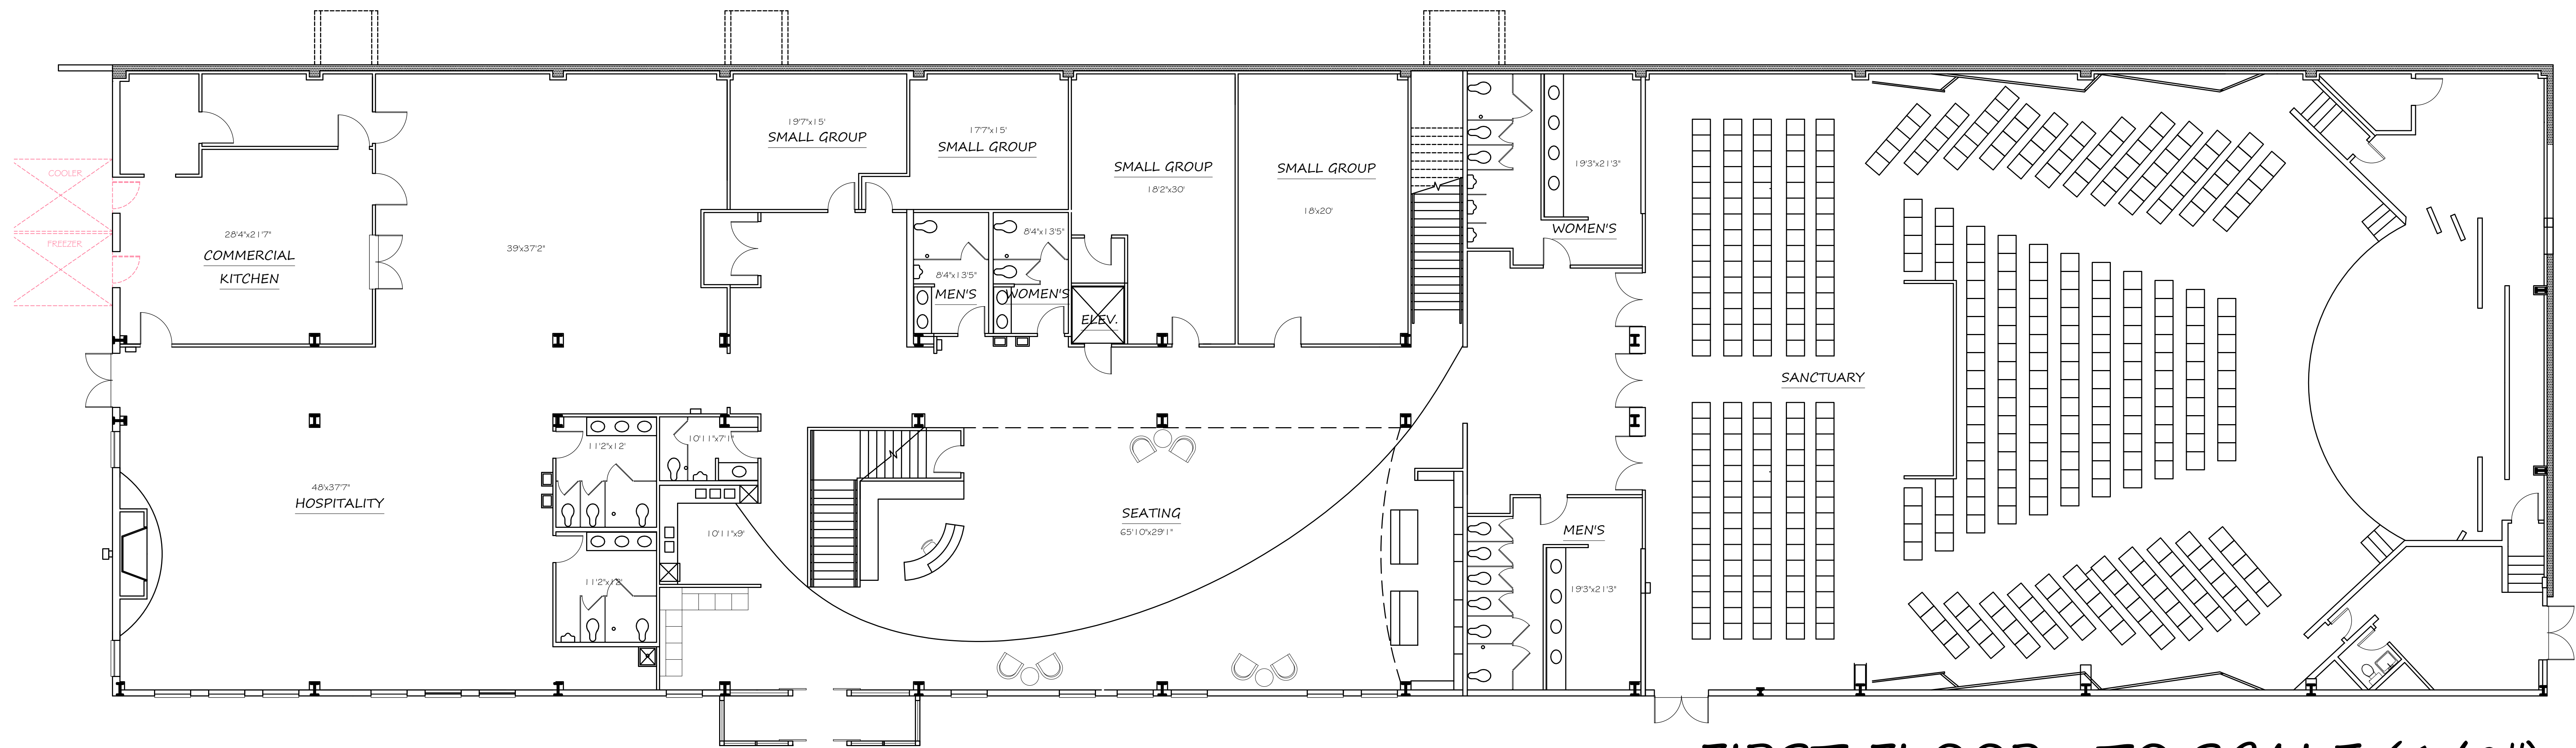 COOLER
FREEZER
28'4"x21'7"
COMMERCIAL
KITCHEN
39'x37'2"
19'7"x15'
SMALL GROUP
17'7"x15'
SMALL GROUP
SMALL GROUP
18'2"x30'
SMALL GROUP
18'x20'
8'4"x13'5"
MEN'S
8'4"x13'5"
WOMEN'S
ELEV.
19'3"x21'3"
WOMEN'S
SANCTUARY
48'x37'7"
HOSPITALITY
11'2"x12'
10'11"x7'1"
10'11"x9'
11'2"x12'
SEATING
65'10"x29'1"
MEN'S
19'3"x21'3"